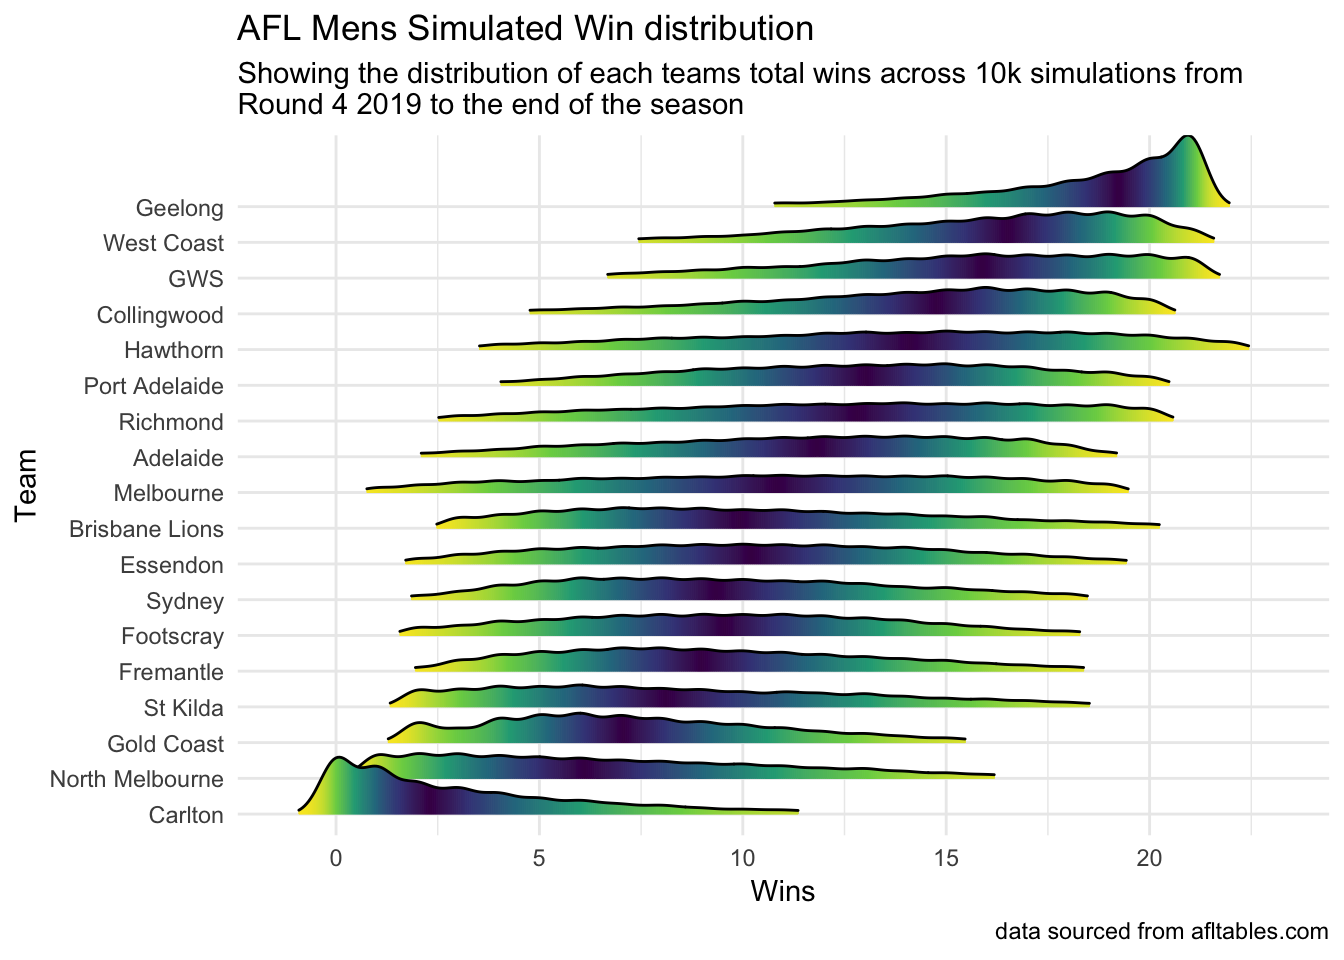 AFL Mens Simulated Win distribution
Showing the distribution of each teams total wins across 10k simulations from
Round 4 2019 to the end of the season
Team
Geelong
West Coast
GWS
Collingwood
Hawthorn
Port Adelaide
Richmond
Adelaide
Melbourne
Brisbane Lions
Essendon
Sydney
Footscray
Fremantle
St Kilda
Gold Coast
North Melbourne
Carlton
0 5 10 15 20
Wins
data sourced from afltables.com